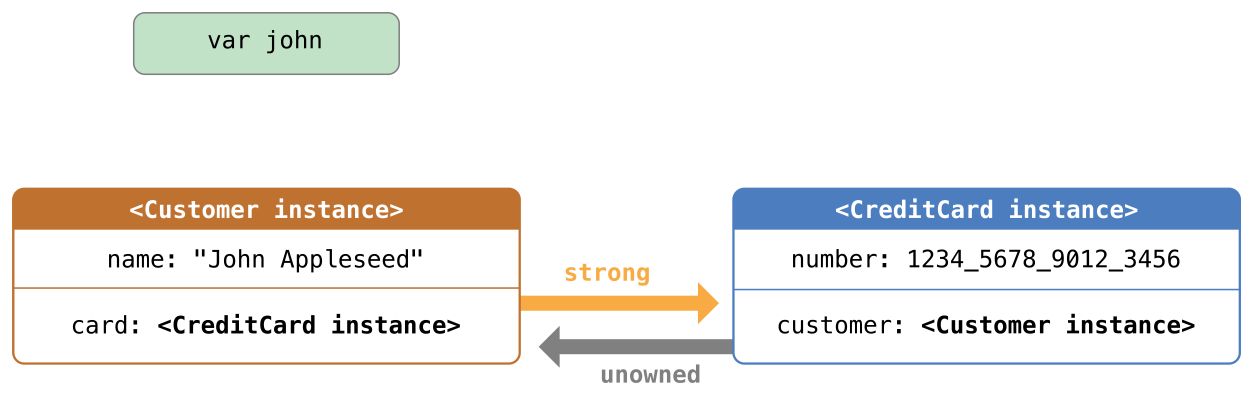 var john
<Customer instance>
name: "John Appleseed"
card: <CreditCard instance>
strong
unowned
<CreditCard instance>
number: 1234_5678_9012_3456
customer: <Customer instance>